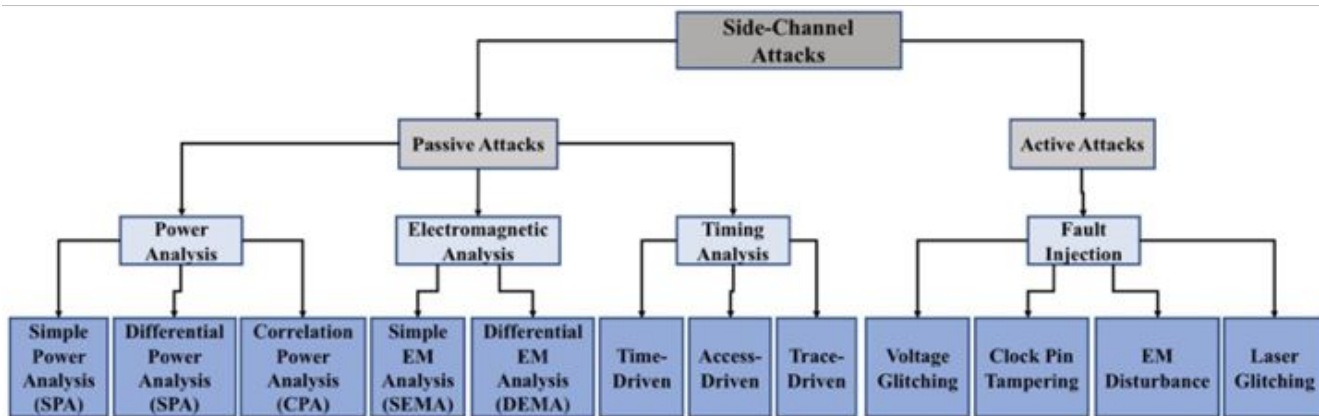 Side-Channel
Attacks
Passive Attacks
Active Attacks
Power
Analysis
Electromagnetic
Analysis
Timing
Analysis
Fault
Injection
Simple
Power
Analysis
(SPA)
Differential
Power
Analysis
(SPA)
Correlation
Power
Analysis
(CPA)
Simple
EM
Analysis
(SEMA)
Differential
EM
Analysis
(DEMA)
Time-
Driven
Access-
Driven
Trace-
Driven
Voltage
Glitching
Clock Pin
Tampering
EM
Disturbance
Laser
Glitching